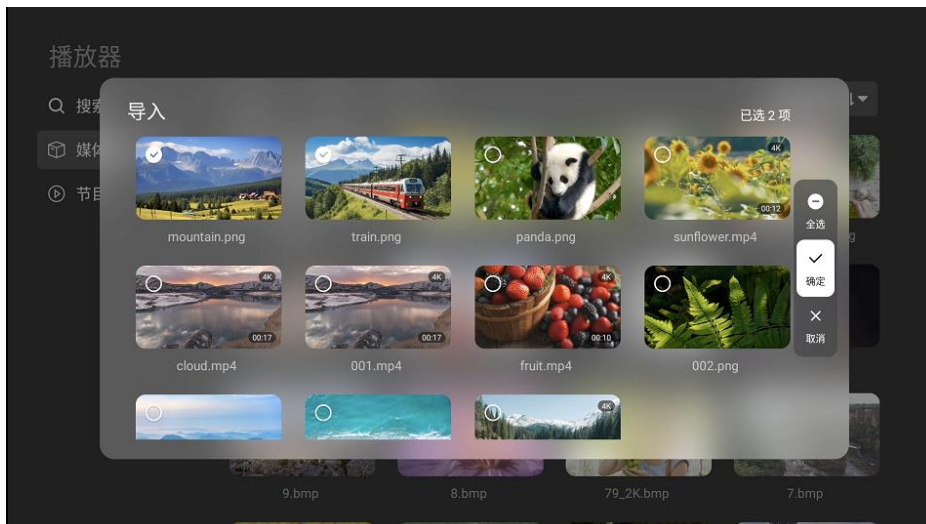 播放器
搜索
导入
已选 2 项
媒体
节目
4K
00:12
mountain.png
train.png
panda.png
sunflower.mp4
全选
确定
取消
4K
00:17
4K
00:17
4K
00:10
cloud.mp4
001.mp4
fruit.mp4
002.png
4K
9.bmp
8.bmp
79_2K.bmp
7.bmp